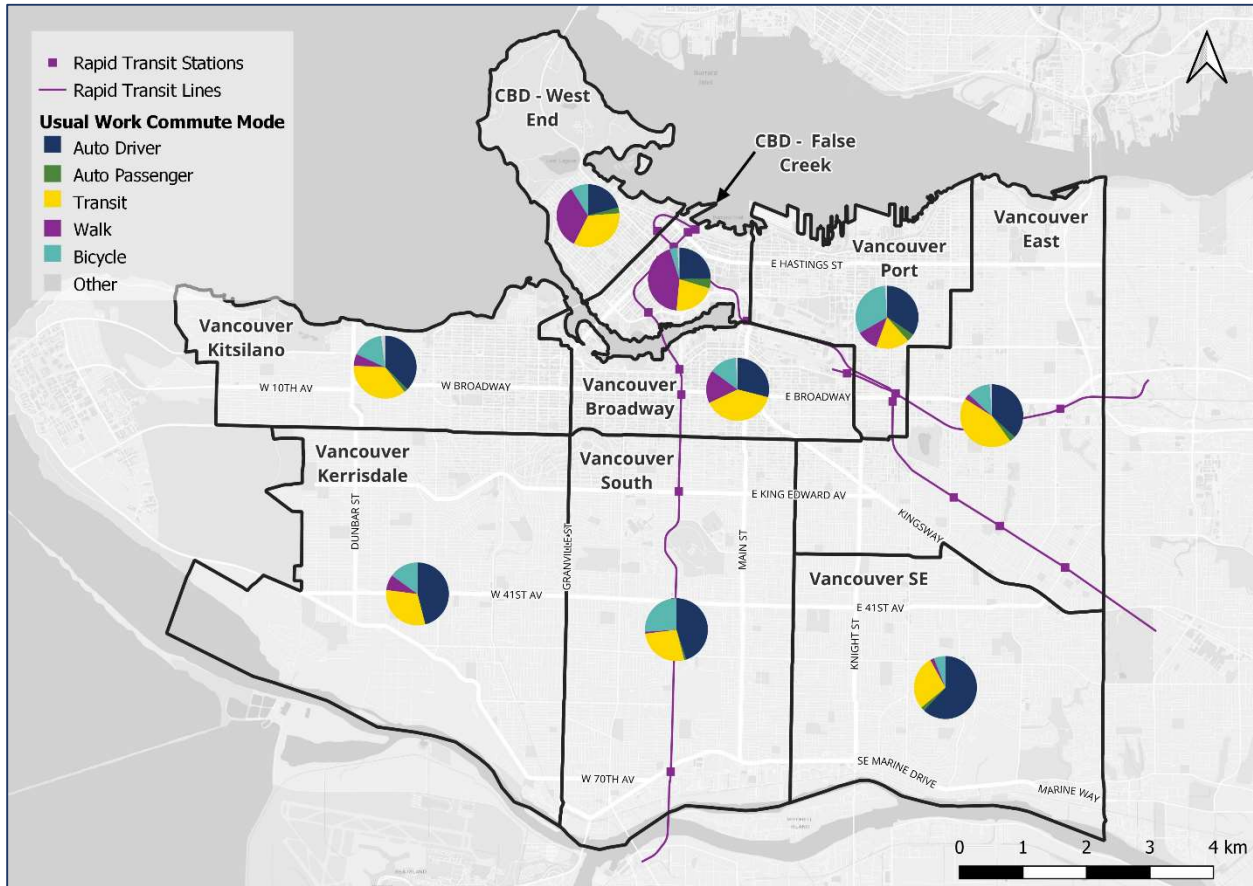 Rapid Transit Stations
Rapid Transit Lines
Usual Work Commute Mode
Auto Driver
Auto Passenger
Transit
Walk
Bicycle
Other
CBD - West
End
CBD - False
Creek
Vancouver
East
Vancouver
Port
E HASTINGS ST
Vancouver
Kitsilano
W 10TH AV
W BROADWAY
Vancouver
Broadway
E BROADWAY
Vancouver
Kerrisdale
Vancouver
South
E KING EDWARD AV
DUNBAR ST
GRANVILLE ST
MAIN ST
KINGSWAY
Vancouver SE
W 41ST AV
E 41ST AV
KNIGHT ST
W 70TH AV
SE MARINE DRIVE
MARINE WAY
0 1 2 3 4 km